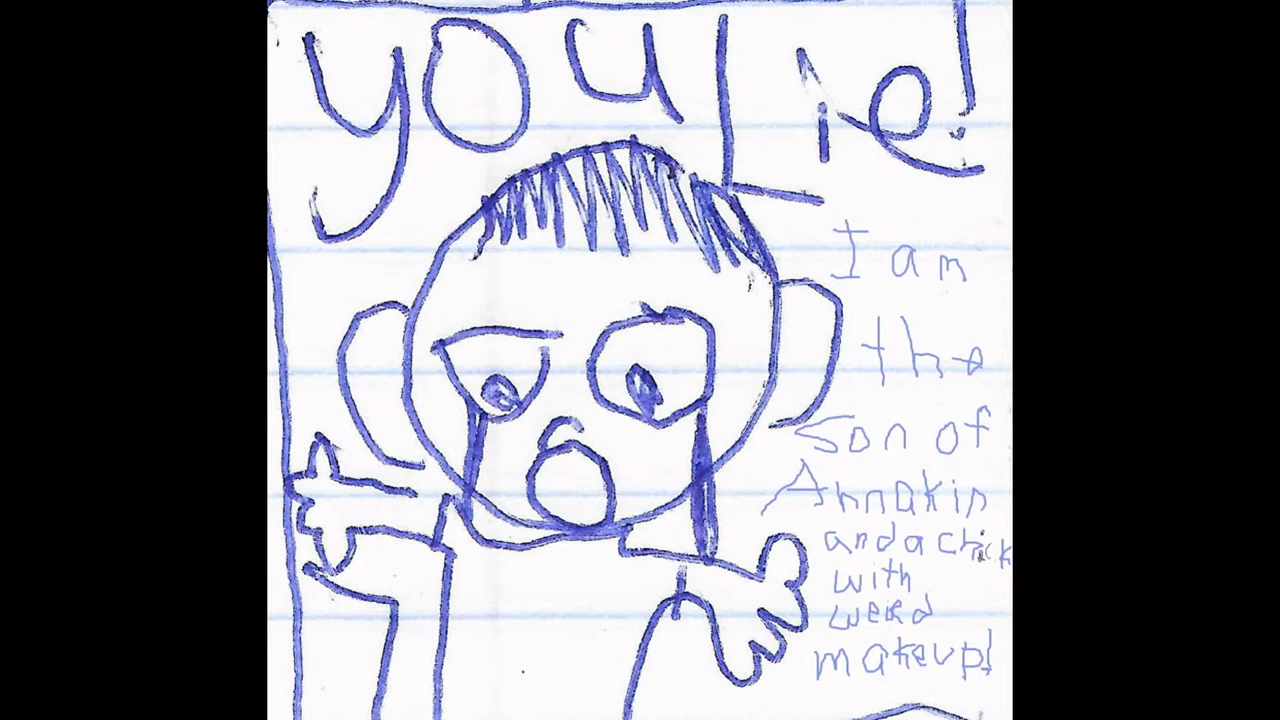 you lie!
I am
the
Son of
Annakin
and a chick
with
weird
makeup!